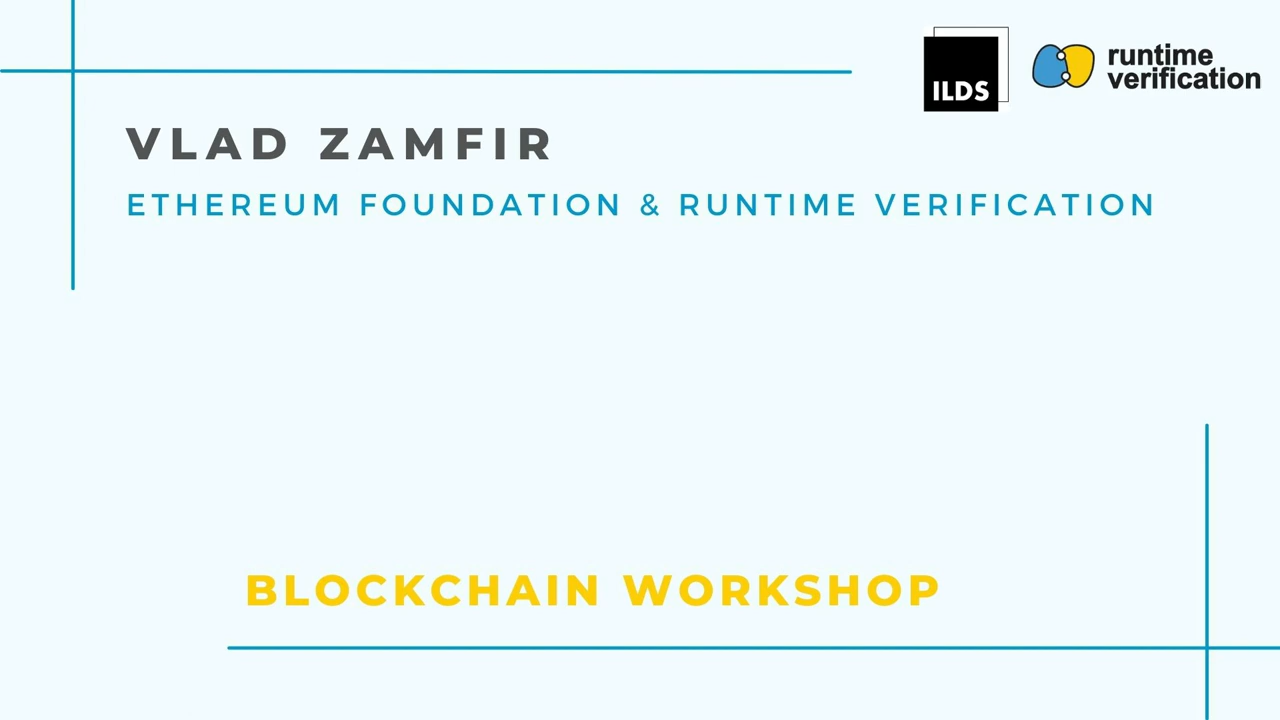 ILDS
runtime
verification
VLAD ZAMFIR
ETHEREUM FOUNDATION & RUNTIME VERIFICATION
BLOCKCHAIN WORKSHOP